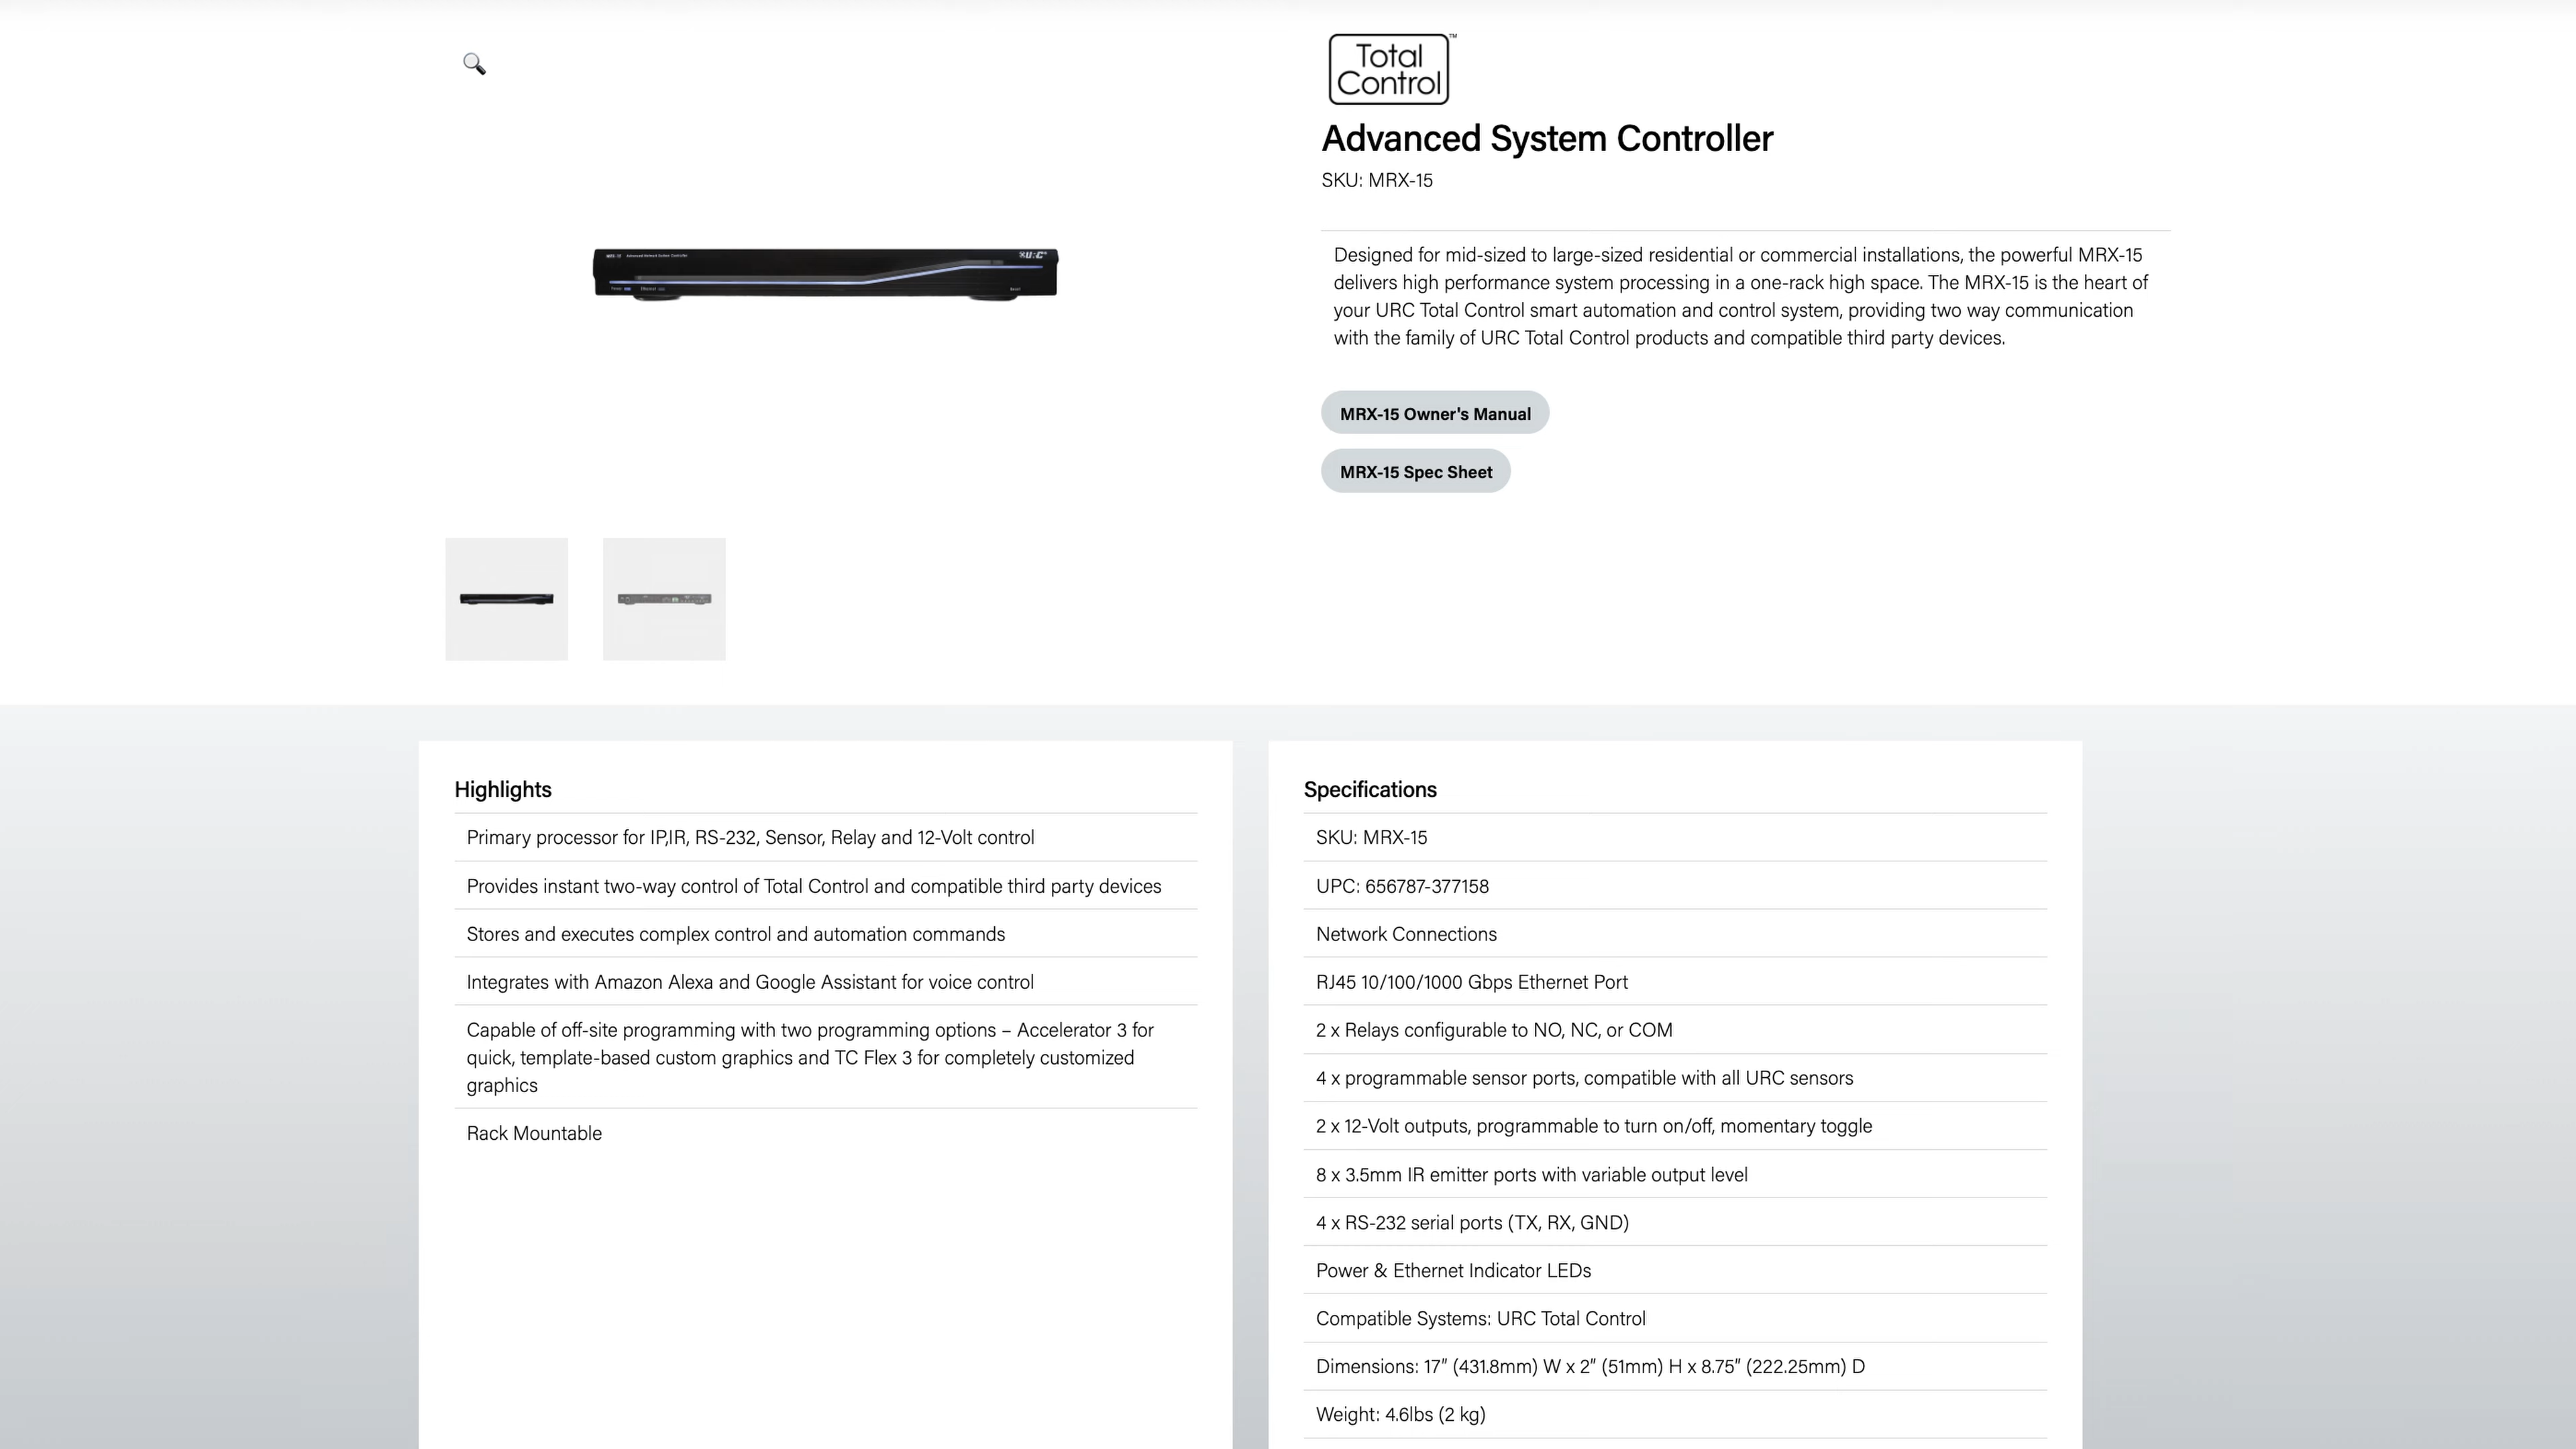 Total
Control
™
Advanced System Controller
SKU: MRX-15
Designed for mid-sized to large-sized residential or commercial installations, the powerful MRX-15
delivers high performance system processing in a one-rack high space. The MRX-15 is the heart of
your URC Total Control smart automation and control system, providing two way communication
with the family of URC Total Control products and compatible third party devices.
MRX-15 Owner's Manual
MRX-15 Spec Sheet
MRX-15 Advanced Network System Controller
URC
Power
Ethernet
Reset
Highlights
Primary processor for IP,IR, RS-232, Sensor, Relay and 12-Volt control
Provides instant two-way control of Total Control and compatible third party devices
Stores and executes complex control and automation commands
Integrates with Amazon Alexa and Google Assistant for voice control
Capable of off-site programming with two programming options – Accelerator 3 for
quick, template-based custom graphics and TC Flex 3 for completely customized
graphics
Rack Mountable
Specifications
SKU: MRX-15
UPC: 656787-377158
Network Connections
RJ45 10/100/1000 Gbps Ethernet Port
2 x Relays configurable to NO, NC, or COM
4 x programmable sensor ports, compatible with all URC sensors
2 x 12-Volt outputs, programmable to turn on/off, momentary toggle
8 x 3.5mm IR emitter ports with variable output level
4 x RS-232 serial ports (TX, RX, GND)
Power & Ethernet Indicator LEDs
Compatible Systems: URC Total Control
Dimensions: 17″ (431.8mm) W x 2″ (51mm) H x 8.75″ (222.25mm) D
Weight: 4.6lbs (2 kg)